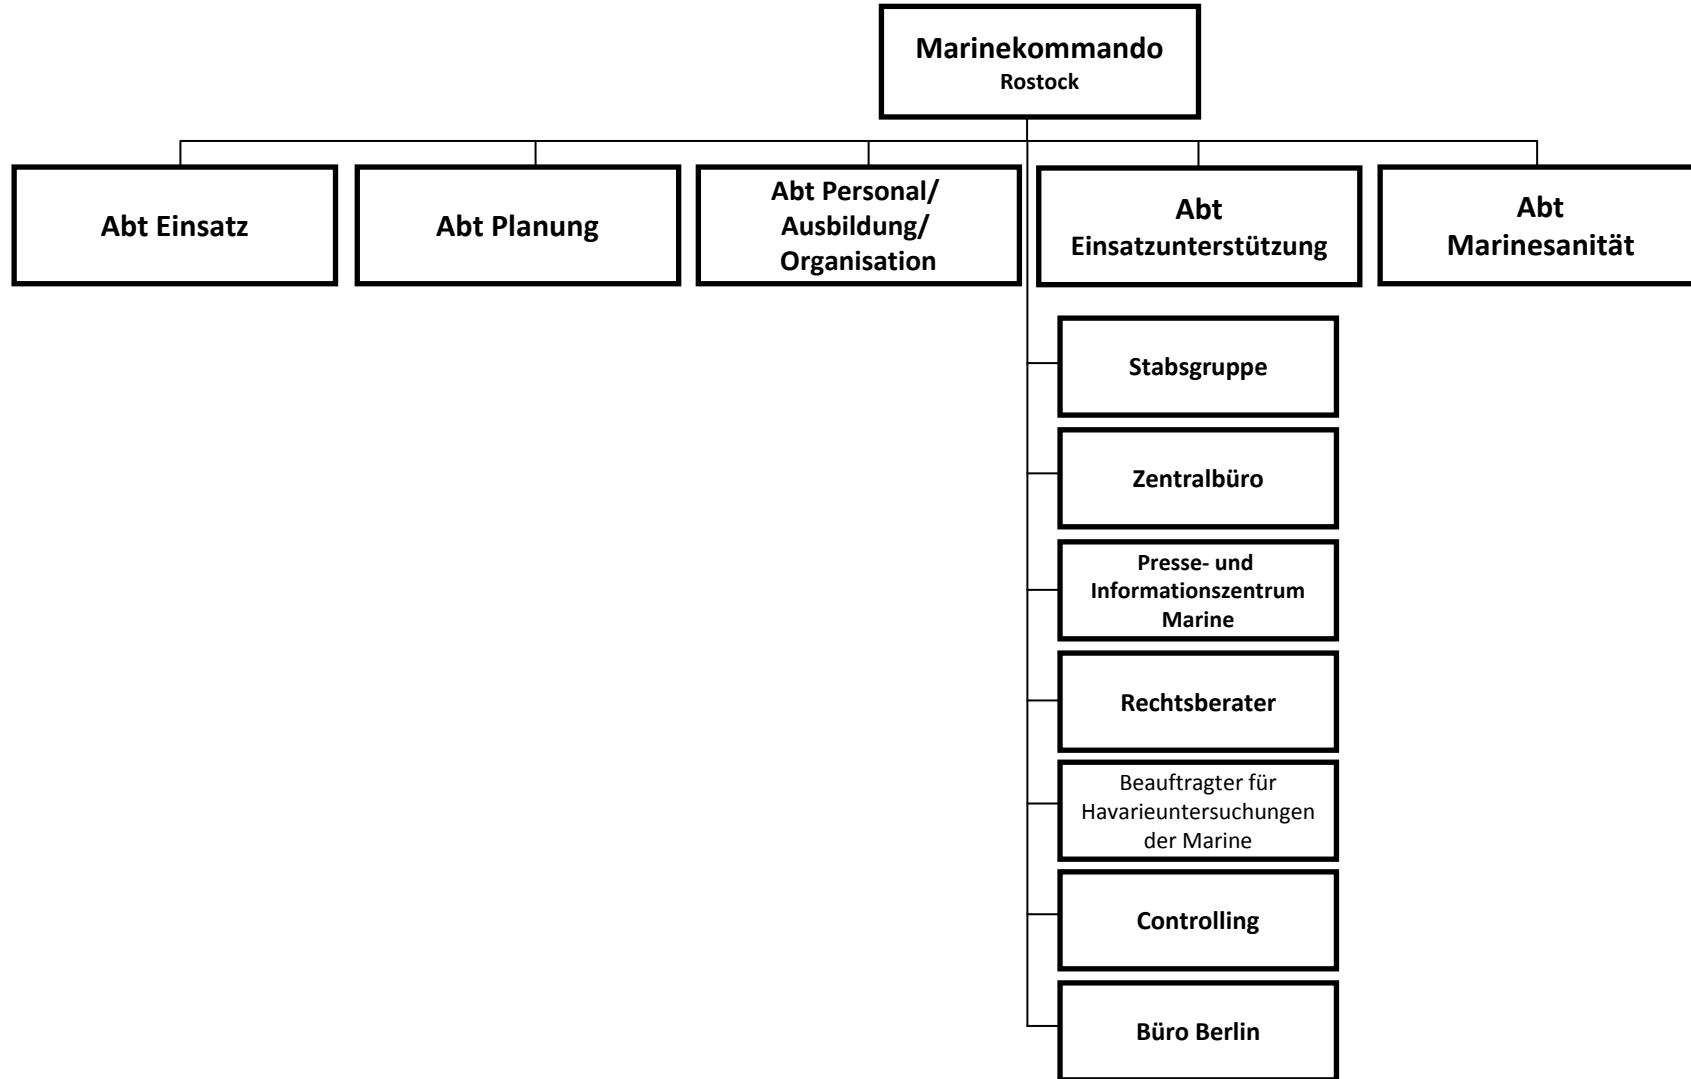 Marinekommando
Rostock
Abt Einsatz
Abt Planung
Abt Personal/
Ausbildung/
Organisation
Abt
Einsatzunterstützung
Abt
Marinesanität
Stabsgruppe
Zentralbüro
Presse- und
Informationszentrum
Marine
Rechtsberater
Beauftragter für
Havarieuntersuchungen
der Marine
Controlling
Büro Berlin